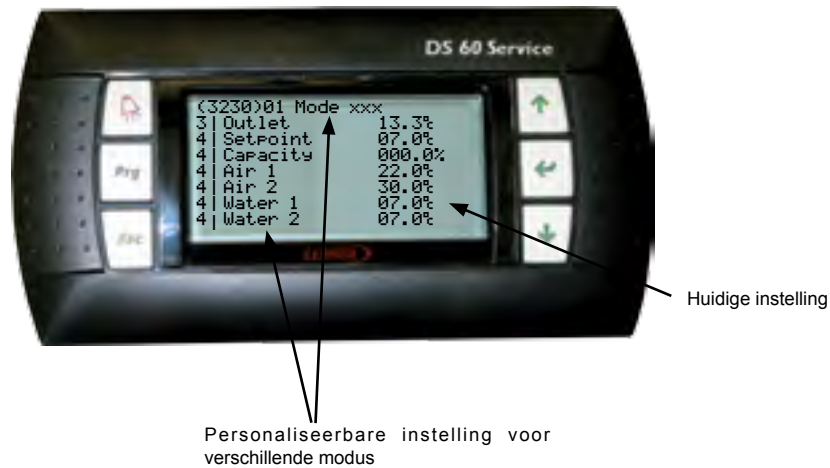 DS 60 Service
(3230)01 Mode xxx
3|Outlet 13.3℃
4|Setpoint 07.0℃
4|Capacity 000.0%
4|Air 1 22.0℃
4|Air 2 30.0℃
4|Water 1 07.0℃
4|Water 2 07.0℃
Prg
Esc
LENNOX
Huidige instelling
Personaliseerbare instelling voor
verschillende modus